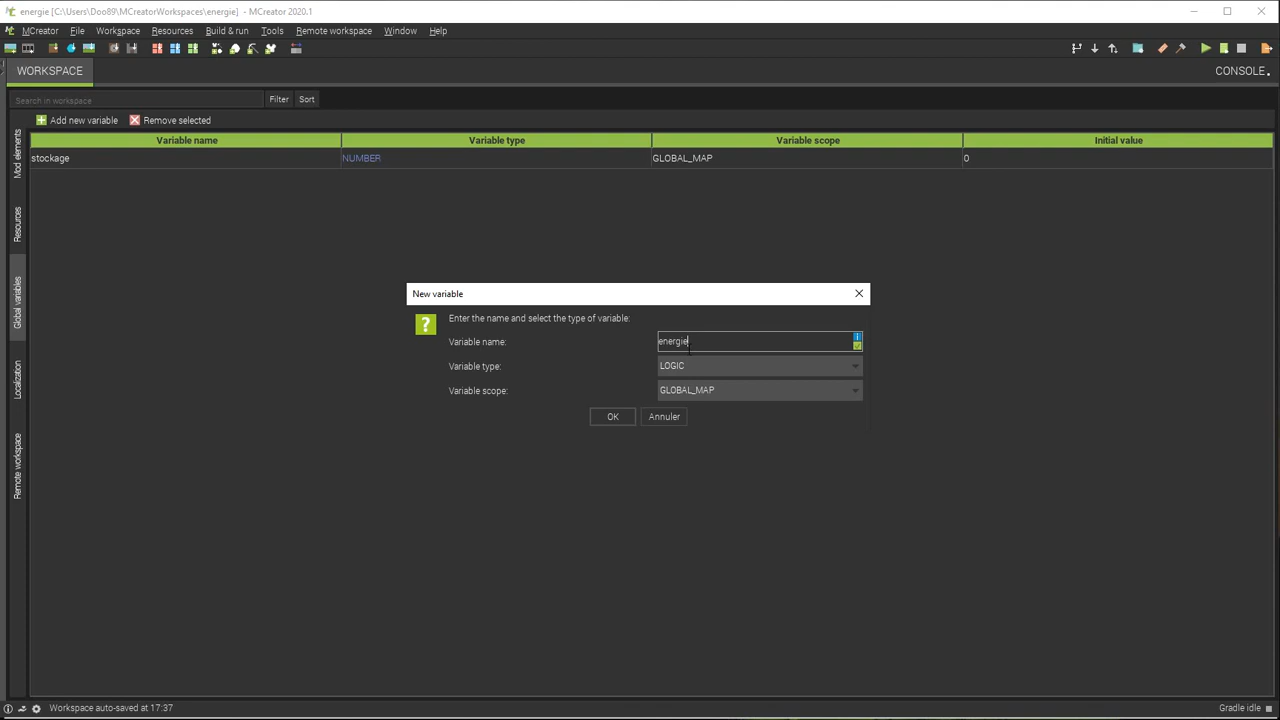 energie [C:\Users\Doo89\MCreatorWorkspaces\energie] - MCreator 2020.1
MCreator File Workspace Resources Build & run Tools Remote workspace Window Help
WORKSPACE
CONSOLE
Search in workspace
Filter
Sort
Add new variable
Remove selected
Variable name Variable type Variable scope Initial value
stockage NUMBER GLOBAL_MAP 0
Mod elements
Resources
Global variables
Localization
Remote workspace
New variable
?
Enter the name and select the type of variable:
Variable name: energie
Variable type: LOGIC
Variable scope: GLOBAL_MAP
OK Annuler
Workspace auto-saved at 17:37
Gradle idle